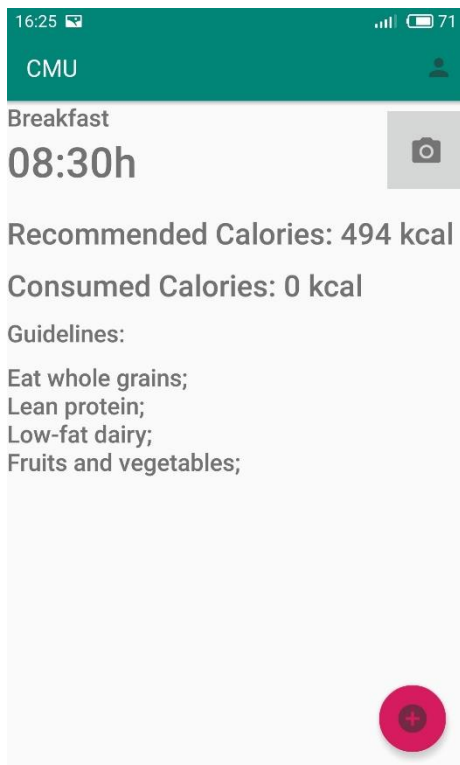 16:25 71
CMU
Breakfast
08:30h
Recommended Calories: 494 kcal
Consumed Calories: 0 kcal
Guidelines:
Eat whole grains;
Lean protein;
Low-fat dairy;
Fruits and vegetables;